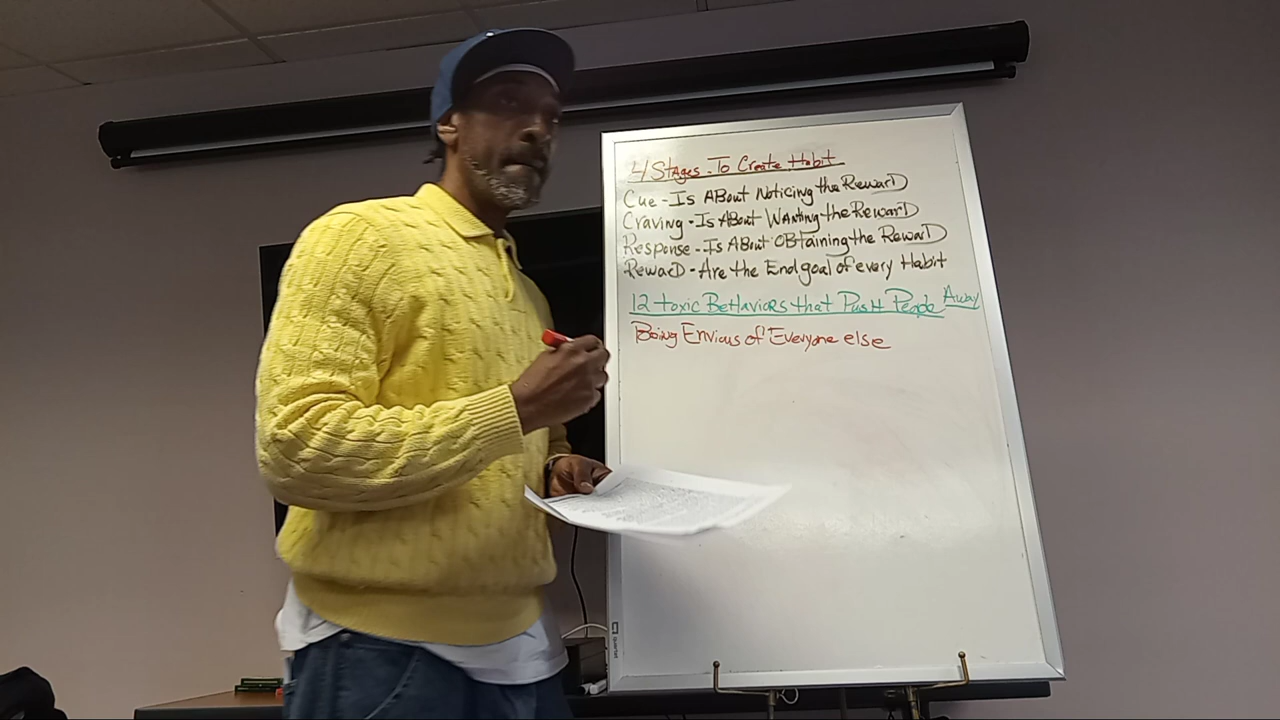 4 Stages - To Create Habit
Cue - Is About Noticing the Reward
Craving - Is About Wanting the Reward
Response - Is About Obtaining the Reward
Reward - Are the End goal of every Habit
12 toxic Behaviors that Push People Away
Being Envious of Everyone else